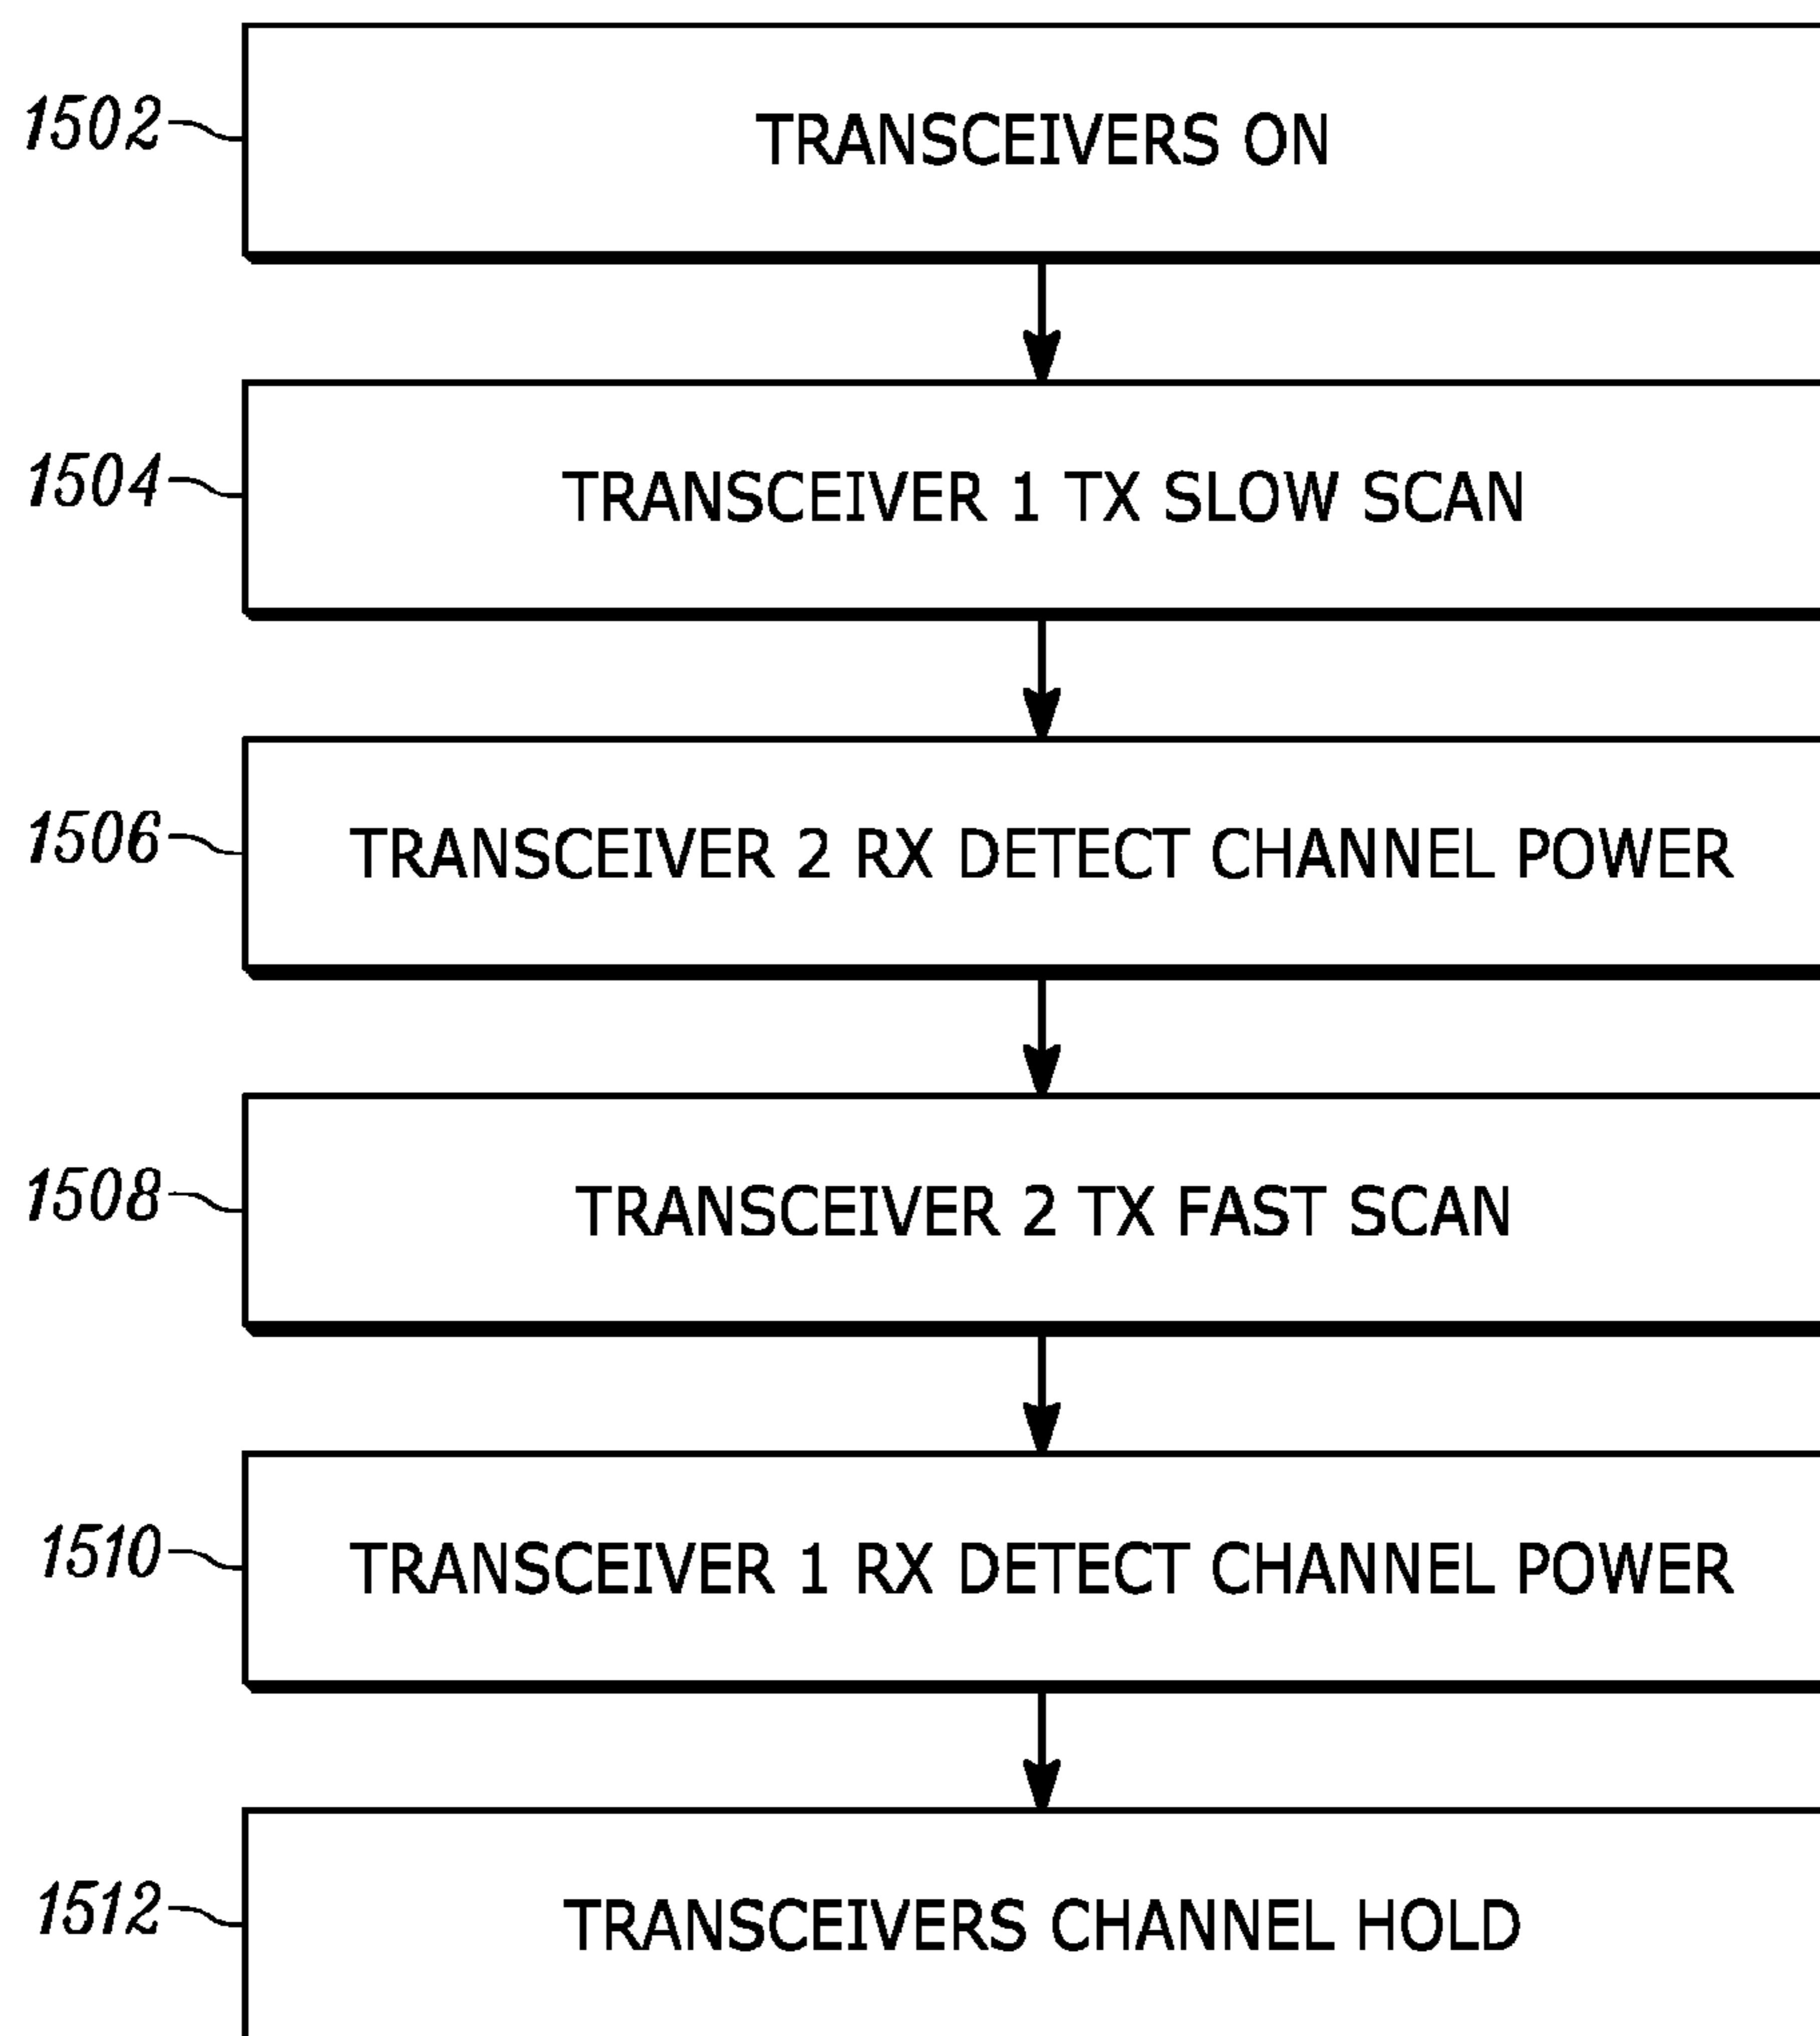 1502 TRANSCEIVERS ON
1504 TRANSCEIVER 1 TX SLOW SCAN
1506 TRANSCEIVER 2 RX DETECT CHANNEL POWER
1508 TRANSCEIVER 2 TX FAST SCAN
1510 TRANSCEIVER 1 RX DETECT CHANNEL POWER
1512 TRANSCEIVERS CHANNEL HOLD